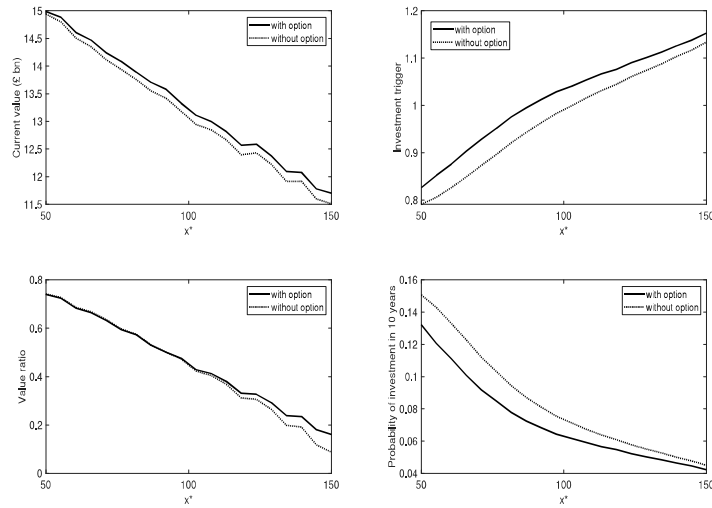 15
14.5
14
13.5
13
12.5
12
11.5
Current value (£ bn)
with option
without option
50
100
150
x*
1.2
1.1
1
0.9
0.8
Investment trigger
with option
without option
50
100
150
x*
0.8
0.6
0.4
0.2
0
Value ratio
with option
without option
50
100
150
x*
0.16
0.14
0.12
0.1
0.08
0.06
0.04
Probability of investment in 10 years
with option
without option
50
100
150
x*